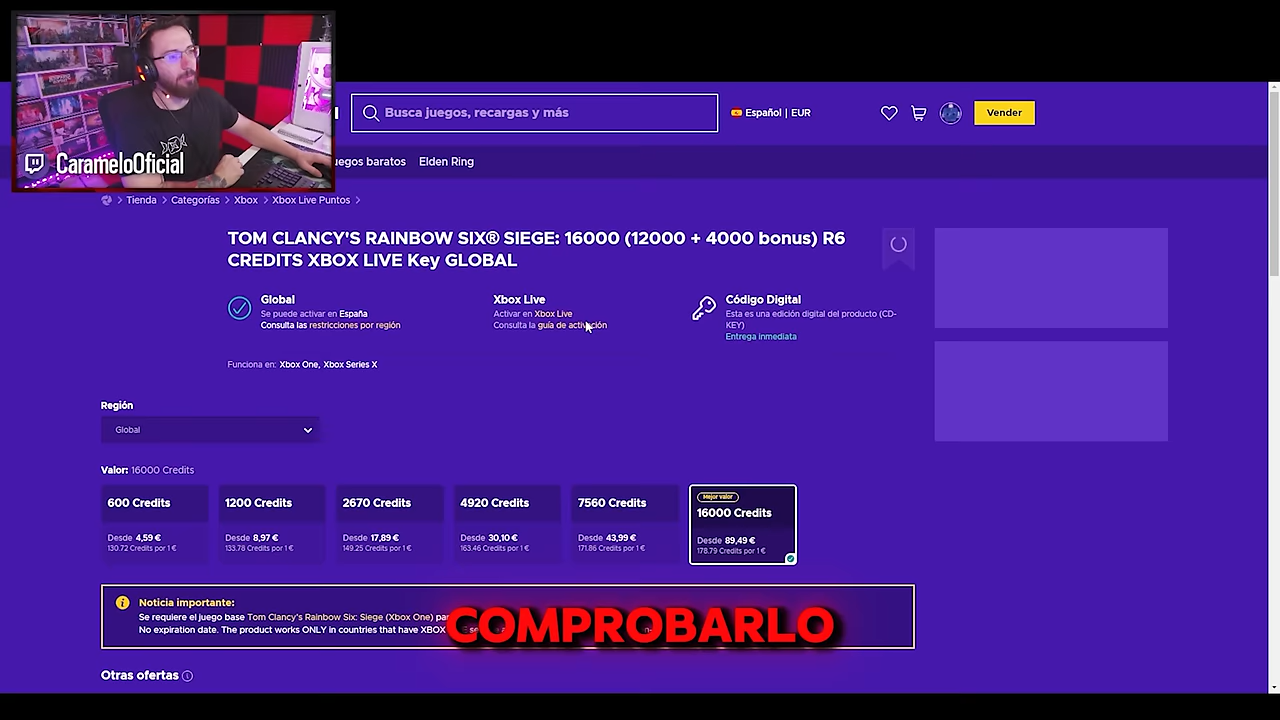 CarameloOficial
Busca juegos, recargas y más
Español | EUR
Vender
uegos baratos
Elden Ring
Tienda
Categorías
Xbox
Xbox Live Puntos
TOM CLANCY'S RAINBOW SIX® SIEGE: 16000 (12000 + 4000 bonus) R6
CREDITS XBOX LIVE Key GLOBAL
Global
Se puede activar en España
Consulta las restricciones por región
Xbox Live
Activar en Xbox Live
Consulta la guía de activación
Código Digital
Esta es una edición digital del producto (CD-
KEY)
Entrega inmediata
Funciona en: Xbox One, Xbox Series X
Región
Global
Valor: 16000 Credits
600 Credits
Desde 4,59 €
130.72 Credits por 1 €
1200 Credits
Desde 8,97 €
133.78 Credits por 1 €
2670 Credits
Desde 17,89 €
149.25 Credits por 1 €
4920 Credits
Desde 30,10 €
163.46 Credits por 1 €
7560 Credits
Desde 43,99 €
171.86 Credits por 1 €
Mejor valor
16000 Credits
Desde 89,49 €
178.79 Credits por 1 €
Noticia importante:
Se requiere el juego base Tom Clancy's Rainbow Six: Siege (Xbox One) pa
No expiration date. The product works ONLY in countries that have XBOX
COMPROBARLO
Otras ofertas